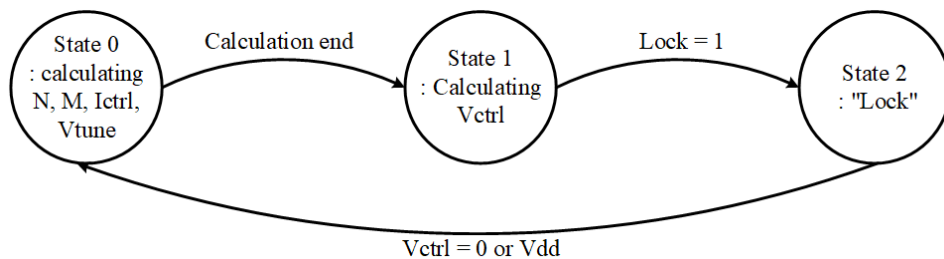 State 0
: calculating
N, M, Ictrl,
Vtune
Calculation end
State 1
: Calculating
Vctrl
Lock = 1
State 2
: "Lock"
Vctrl = 0 or Vdd